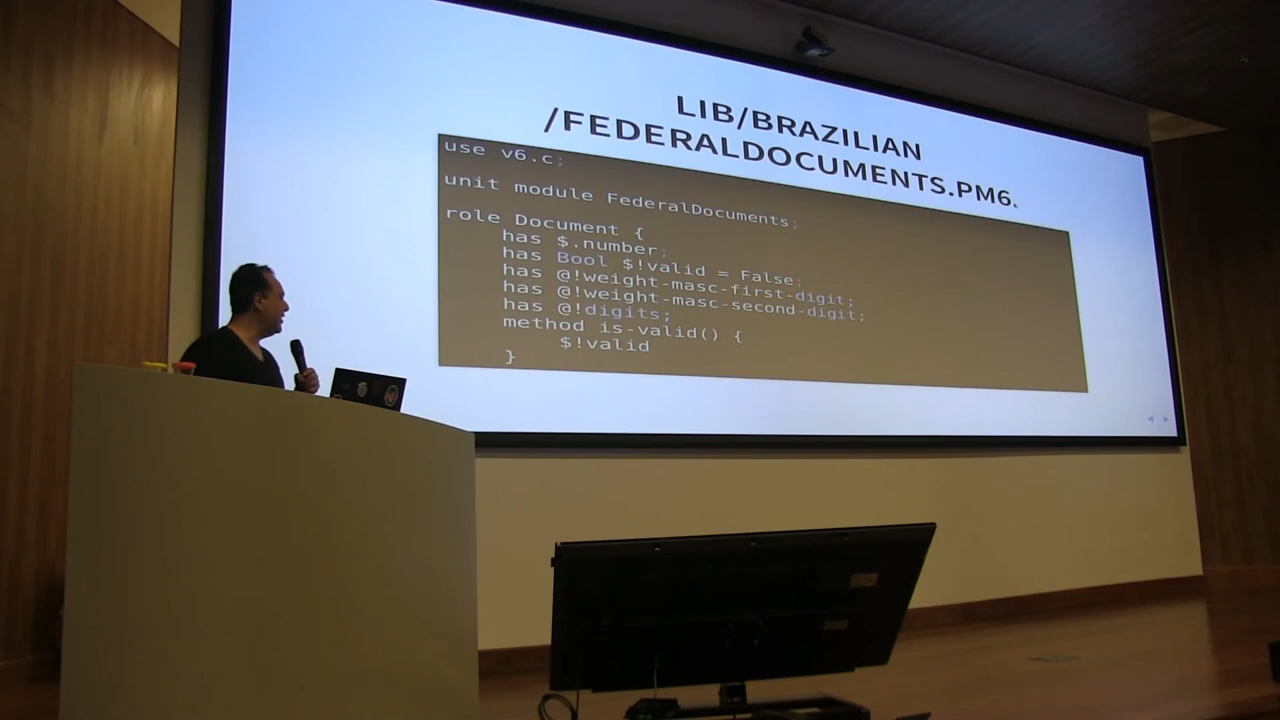 LIB/BRAZILIAN
/FEDERALDOCUMENTS.PM6.
use v6.c;
unit module FederalDocuments;
role Document {
has $.number;
has Bool $!valid = False;
has @!weight-masc-first-digit;
has @!weight-masc-second-digit;
has @!digits;
method is-valid() {
$!valid
}